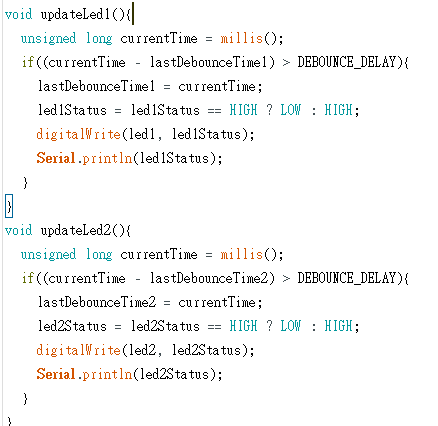 void updateLed1(){
unsigned long currentTime = millis();
if((currentTime - lastDebounceTime1) > DEBOUNCE_DELAY){
lastDebounceTime1 = currentTime;
led1Status = led1Status == HIGH ? LOW : HIGH;
digitalWrite(led1, led1Status);
Serial.println(led1Status);
}
}
void updateLed2(){
unsigned long currentTime = millis();
if((currentTime - lastDebounceTime2) > DEBOUNCE_DELAY){
lastDebounceTime2 = currentTime;
led2Status = led2Status == HIGH ? LOW : HIGH;
digitalWrite(led2, led2Status);
Serial.println(led2Status);
}
}